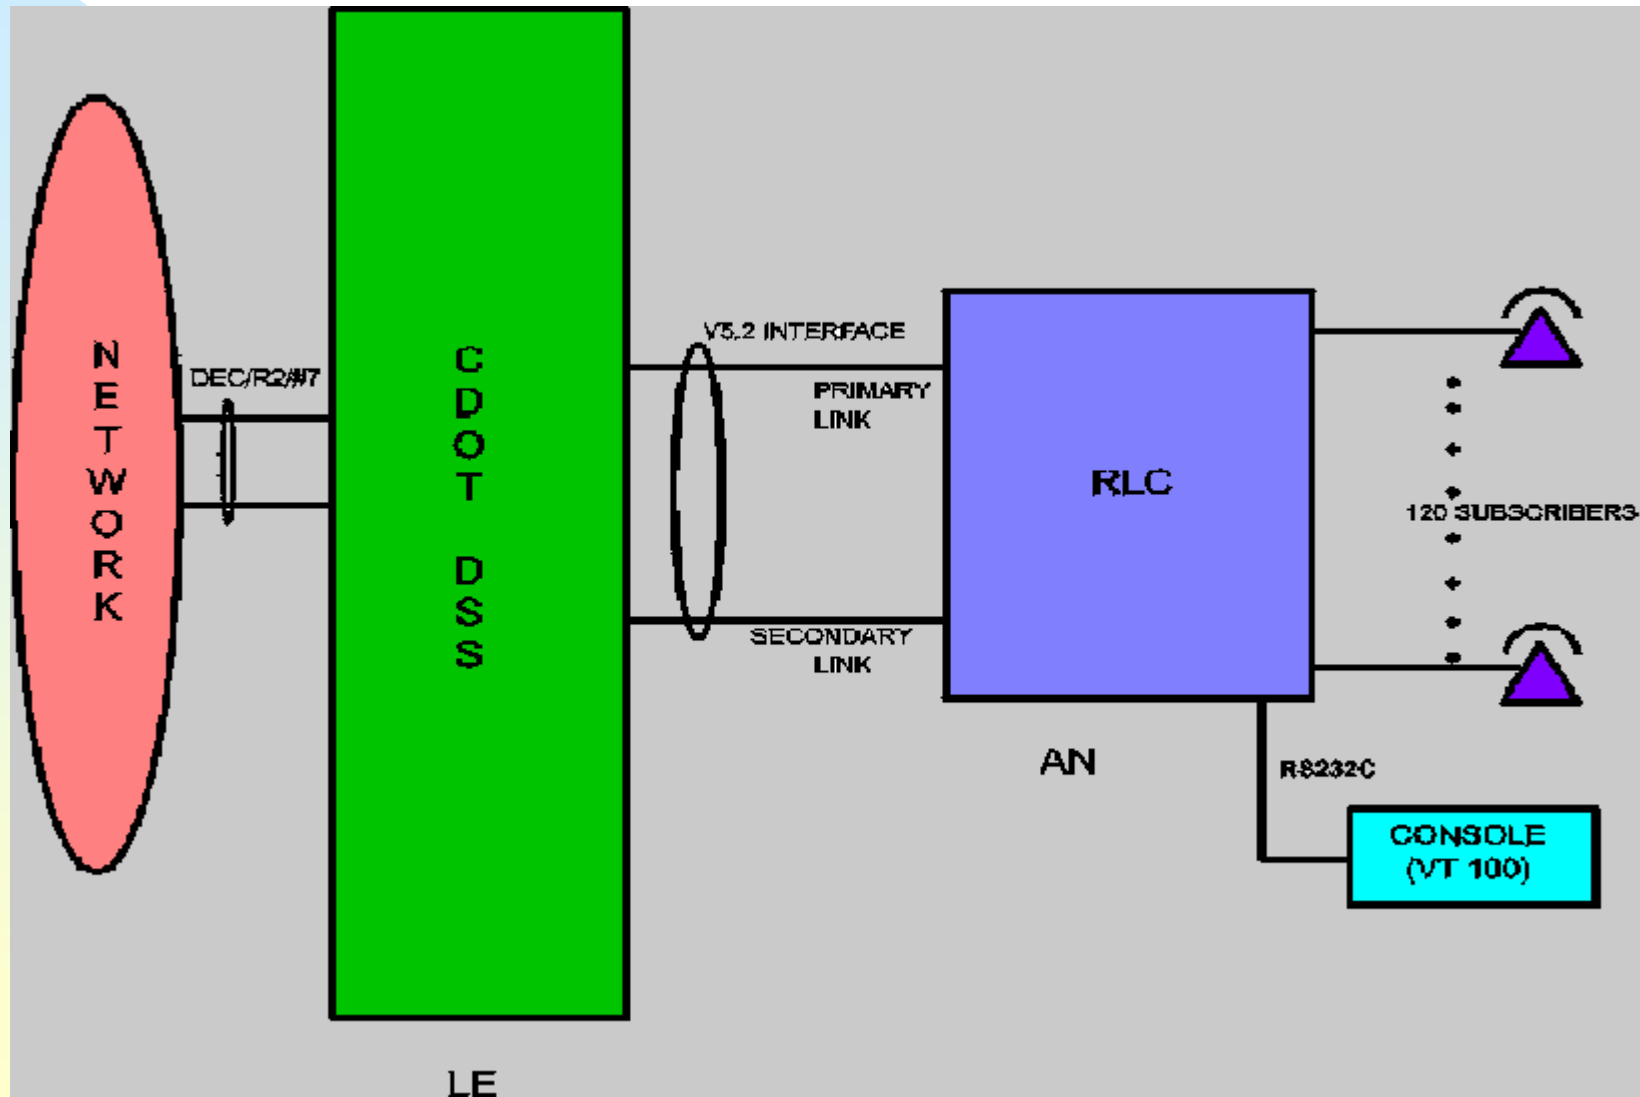 NETWORK
DEC/R2/#7
CDOT DSS
V5.2 INTERFACE
PRIMARY
LINK
SECONDARY
LINK
RLC
120 SUBSCRIBERS
AN
RS232C
CONSOLE
(VT 100)
LE